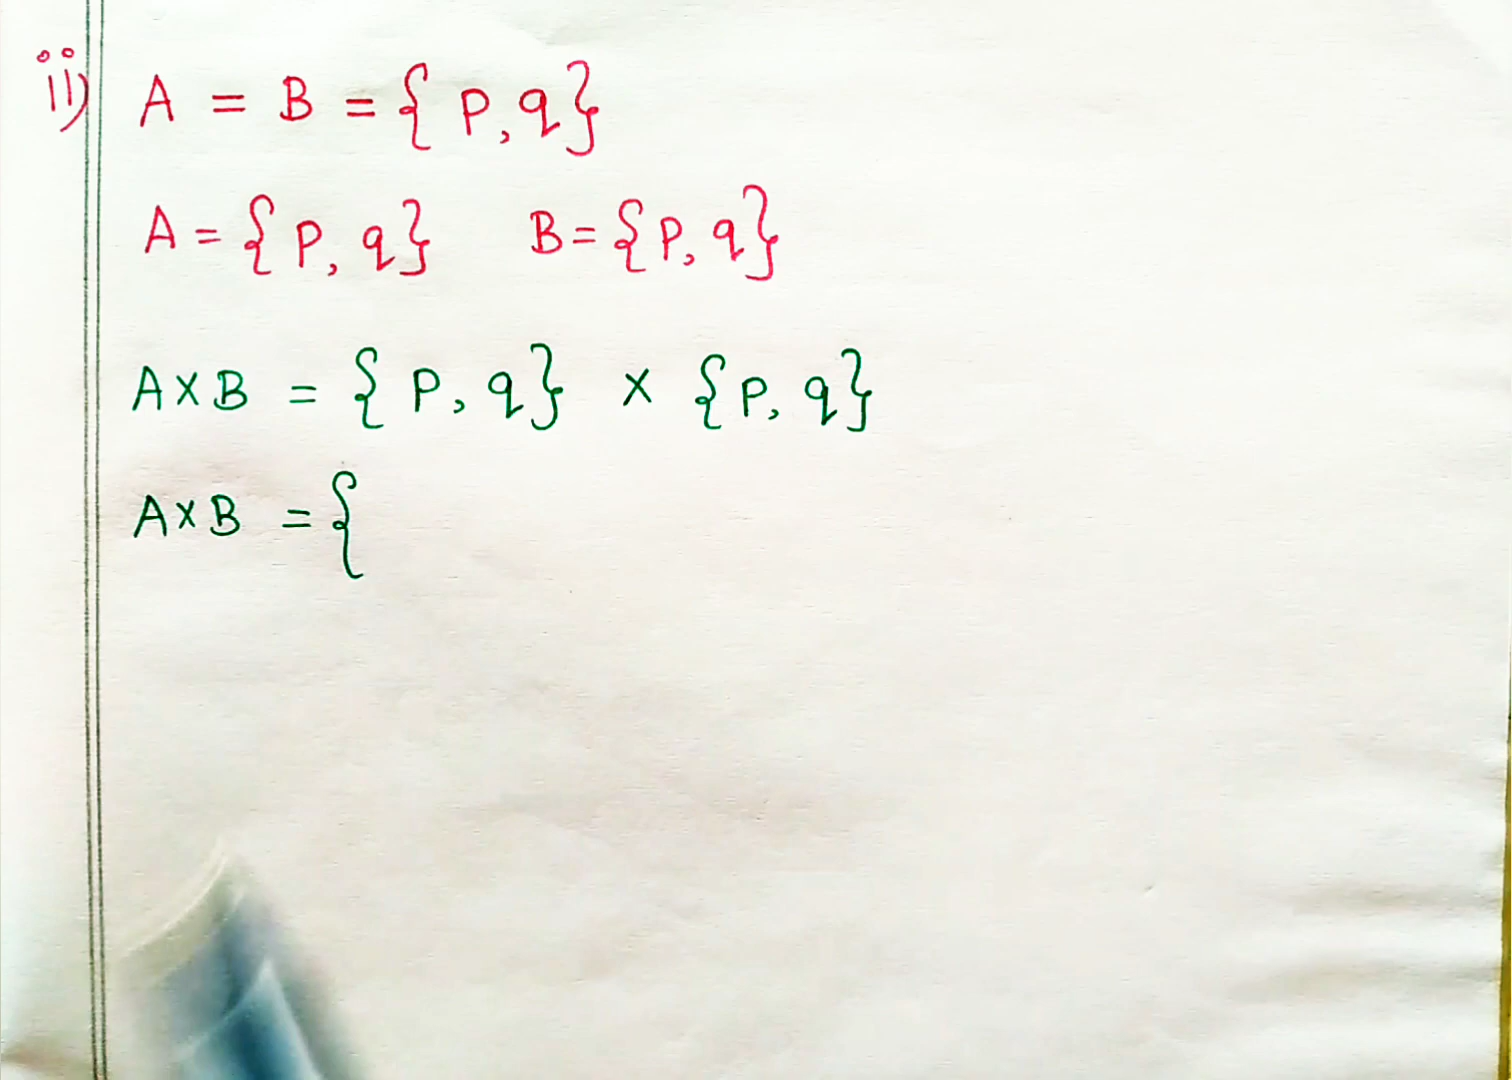 ii) A = B = { p, q}
A = { p, q} B = { p, q}
A × B = { p, q} × { p, q}
A × B = {